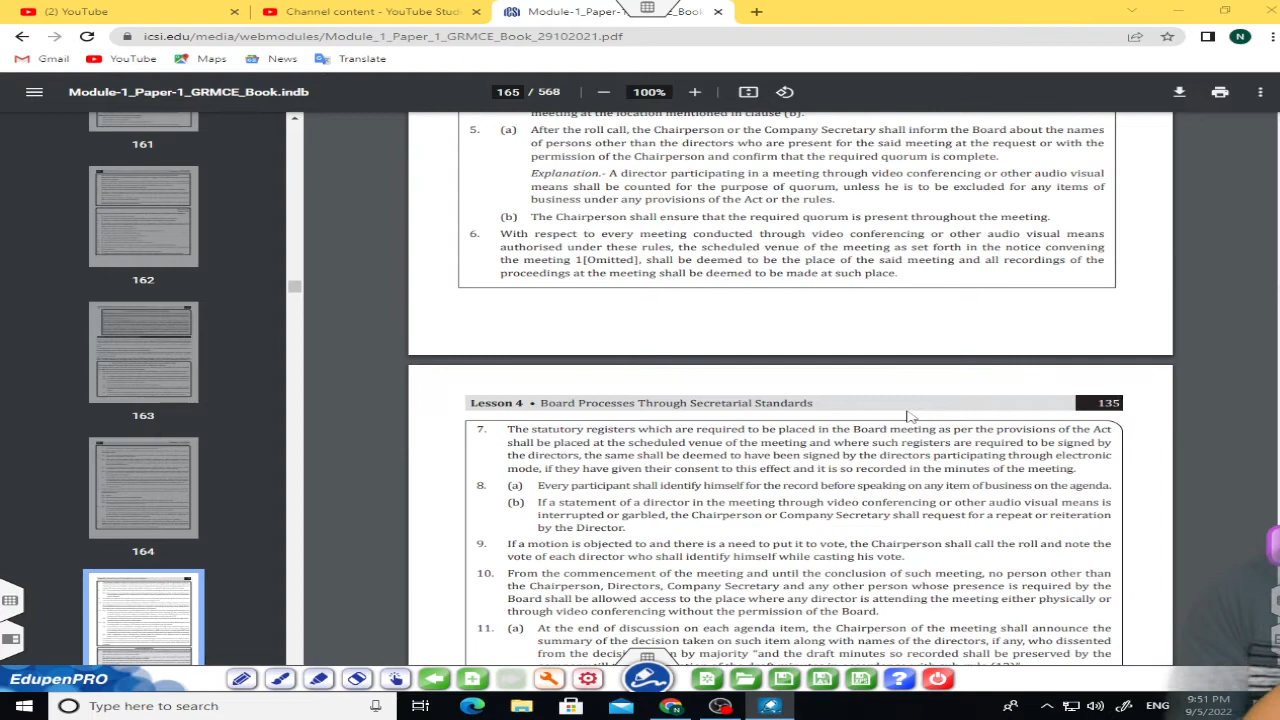 (2) YouTube
Channel content - YouTube Stud
Module-1_Paper-1_GRMCE_Book
icsi.edu/media/webmodules/Module_1_Paper_1_GRMCE_Book_29102021.pdf
N
Gmail
YouTube
Maps
News
Translate
Module-1_Paper-1_GRMCE_Book.indb
165 / 568
100%
161
162
163
164
meeting at the location mentioned in clause (b).
5. (a) After the roll call, the Chairperson or the Company Secretary shall inform the Board about the names
of persons other than the directors who are present for the said meeting at the request or with the
permission of the Chairperson and confirm that the required quorum is complete.
Explanation.- A director participating in a meeting through video conferencing or other audio visual
means shall be counted for the purpose of quorum, unless he is to be excluded for any items of
business under any provisions of the Act or the rules.
(b) The Chairperson shall ensure that the required quorum is present throughout the meeting.
6. With respect to every meeting conducted through video conferencing or other audio visual means
authorised under these rules, the scheduled venue of the meeting as set forth in the notice convening
the meeting 1[Omitted], shall be deemed to be the place of the said meeting and all recordings of the
proceedings at the meeting shall be deemed to be made at such place.
Lesson 4 • Board Processes Through Secretarial Standards 135
7. The statutory registers which are required to be placed in the Board meeting as per the provisions of the Act
shall be placed at the scheduled venue of the meeting and where such registers are required to be signed by
the directors, the same shall be deemed to have been signed by the directors participating through electronic
mode, if they have given their consent to this effect and it is so recorded in the minutes of the meeting.
8. (a) Every participant shall identify himself for the record before speaking on any item of business on the agenda.
(b) If a statement of a director in the meeting through video conferencing or other audio visual means is
interrupted or garbled, the Chairperson or Company Secretary shall request for a repeat or reiteration
by the Director.
9. If a motion is objected to and there is a need to put it to vote, the Chairperson shall call the roll and note the
vote of each director who shall identify himself while casting his vote.
10. From the commencement of the meeting and until the conclusion of such meeting, no person other than
the Chairperson, Directors, Company Secretary and any other person whose presence is required by the
Board shall be allowed access to the place where any director is attending the meeting either physically or
through video conferencing without the permission of the Board.
11. (a) At the end of discussion on each agenda item, the Chairperson of the meeting shall announce the
summary of the decision taken on such item along with names of the directors, if any, who dissented
from the decis n by majority "and the draft minutes so recorded shall be preserved by the
EdupenPRO
Type here to search
ENG
9:51 PM
9/5/2022